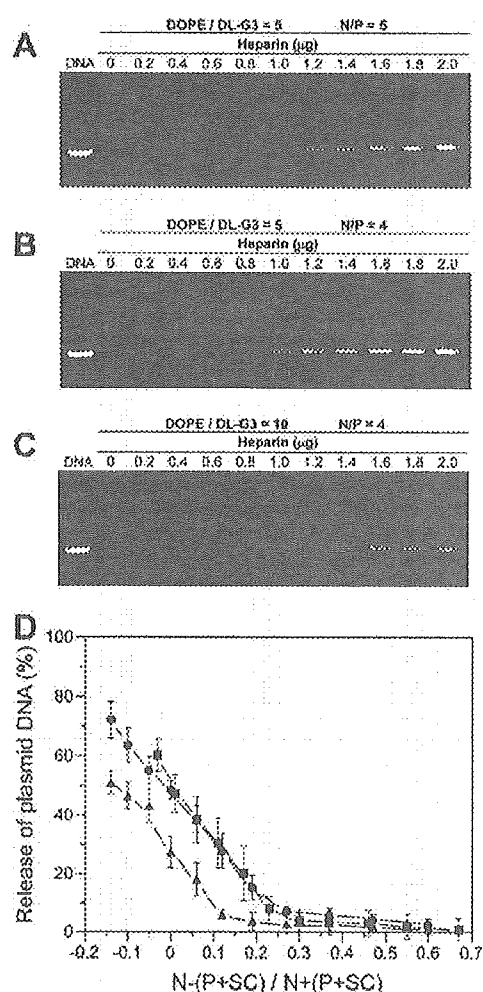 A
DOPE / DL-G3 = 5 N/P = 5
Heparin (μg)
DNA 0 0.2 0.4 0.6 0.8 1.0 1.2 1.4 1.6 1.8 2.0
B
DOPE / DL-G3 = 5 N/P = 4
Heparin (μg)
DNA 0 0.2 0.4 0.6 0.8 1.0 1.2 1.4 1.6 1.8 2.0
C
DOPE / DL-G3 = 10 N/P = 4
Heparin (μg)
DNA 0 0.2 0.4 0.6 0.8 1.0 1.2 1.4 1.6 1.8 2.0
D
Release of plasmid DNA (%)
100
80
60
40
20
0
-0.2 -0.1 0 0.1 0.2 0.3 0.4 0.5 0.6 0.7
N-(P+SC) / N+(P+SC)